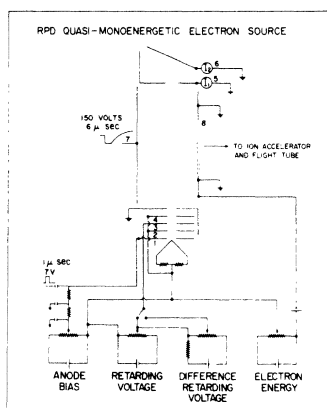 RPD QUASI-MONOENERGETIC ELECTRON SOURCE
6
5
150 VOLTS
6 μ sec
7
8
TO ION ACCELERATOR
AND FLIGHT TUBE
4
3
2
1
1 μ sec
7V
ANODE
BIAS
RETARDING
VOLTAGE
DIFFERENCE
RETARDING
VOLTAGE
ELECTRON
ENERGY